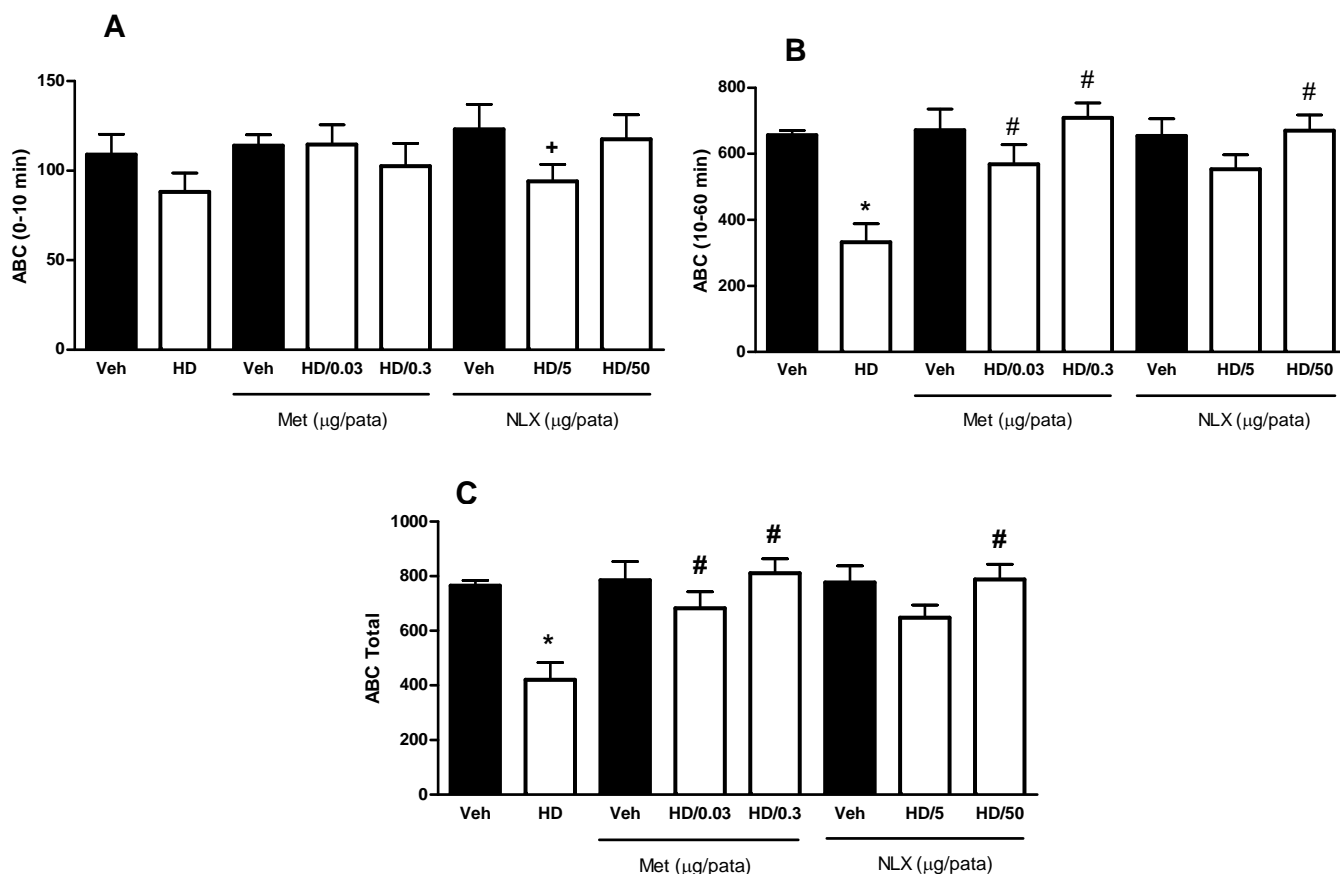 A
ABC (0-10 min)
150
100
50
0
+
Veh HD Veh HD/0.03 HD/0.3 Veh HD/5 HD/50
Met (μg/pata) NLX (μg/pata)
B
ABC (10-60 min)
800
600
400
200
0
* # # #
Veh HD Veh HD/0.03 HD/0.3 Veh HD/5 HD/50
Met (μg/pata) NLX (μg/pata)
C
ABC Total
1000
800
600
400
200
0
* # # #
Veh HD Veh HD/0.03 HD/0.3 Veh HD/5 HD/50
Met (μg/pata) NLX (μg/pata)